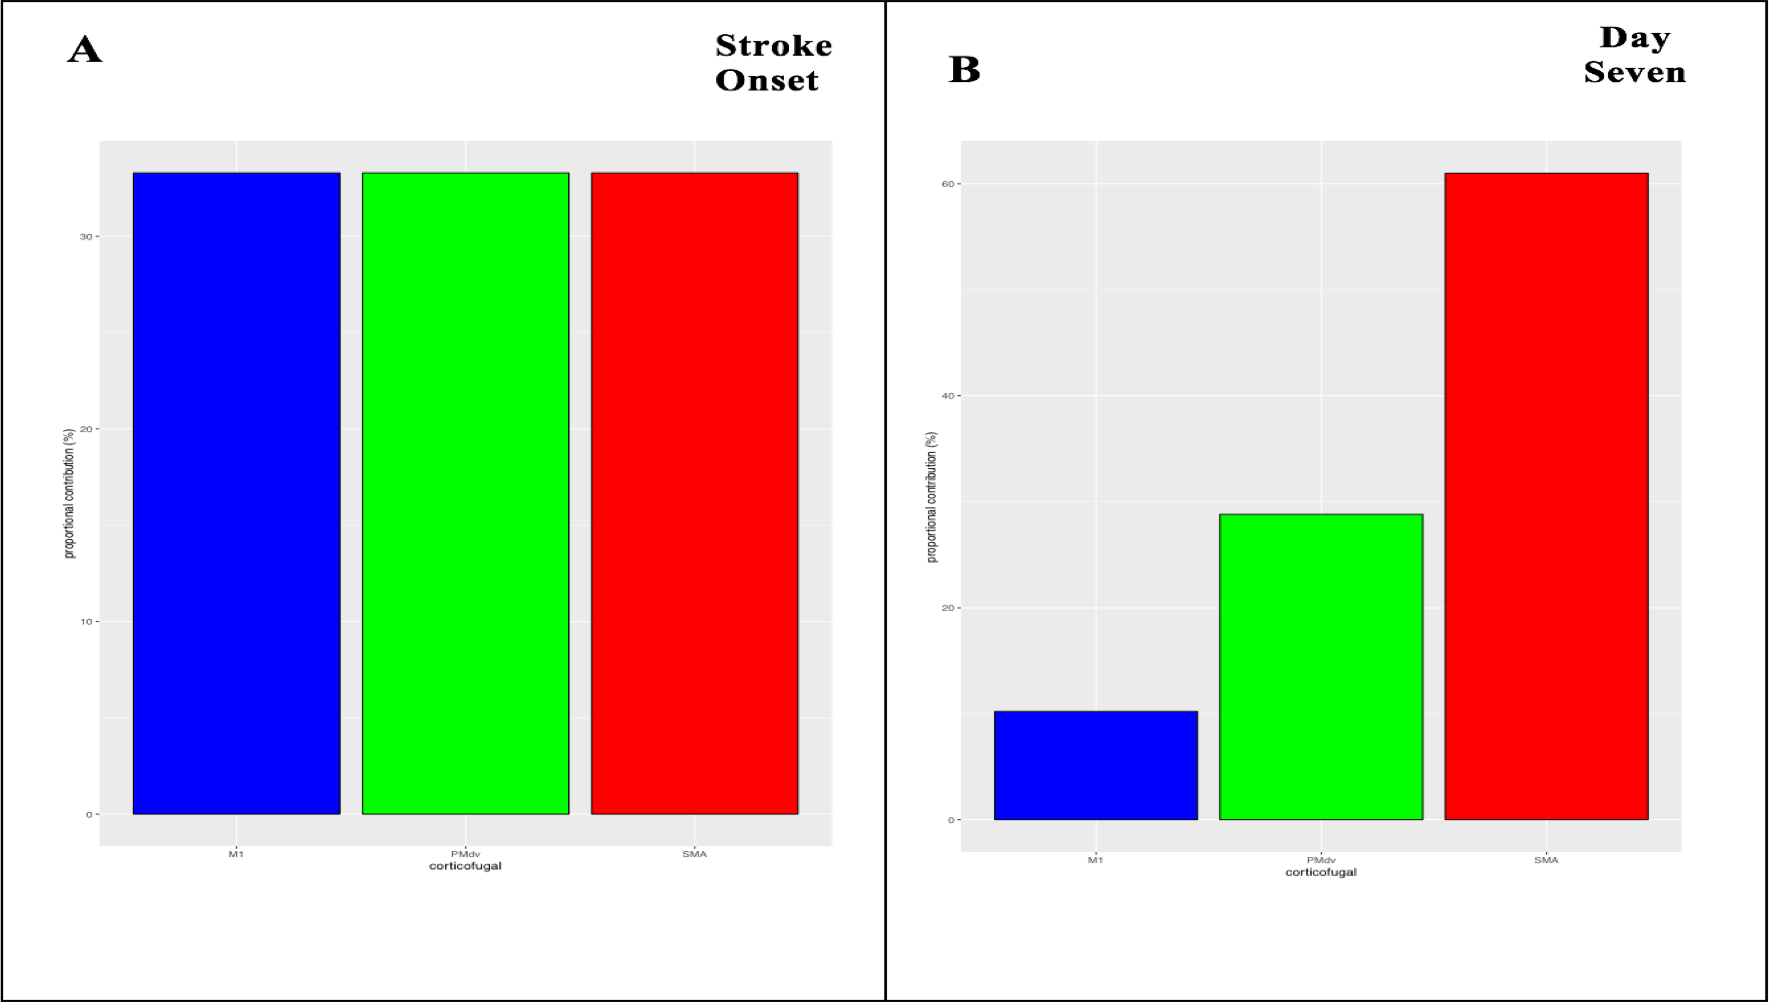 A
Stroke
Onset
proportional contribution (%)
30
20
10
0
M1 PMdv SMA
corticofugal
B
Day
Seven
proportional contribution (%)
60
40
20
0
M1 PMdv SMA
corticofugal